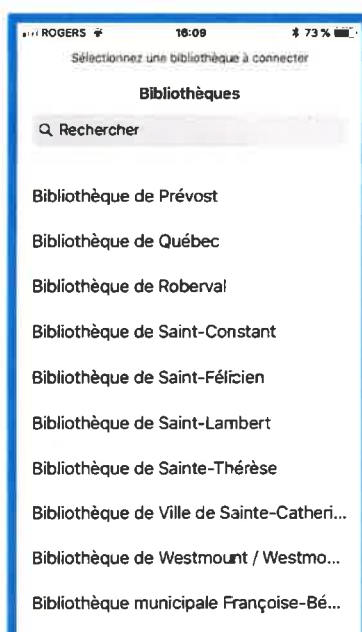 ROGERS 16:09 73 %
Sélectionnez une bibliothèque à connecter
Bibliothèques
Rechercher
Bibliothèque de Prévost
Bibliothèque de Québec
Bibliothèque de Roberval
Bibliothèque de Saint-Constant
Bibliothèque de Saint-Félicien
Bibliothèque de Saint-Lambert
Bibliothèque de Sainte-Thérèse
Bibliothèque de Ville de Sainte-Catheri...
Bibliothèque de Westmount / Westmo...
Bibliothèque municipale Françoise-Bé...